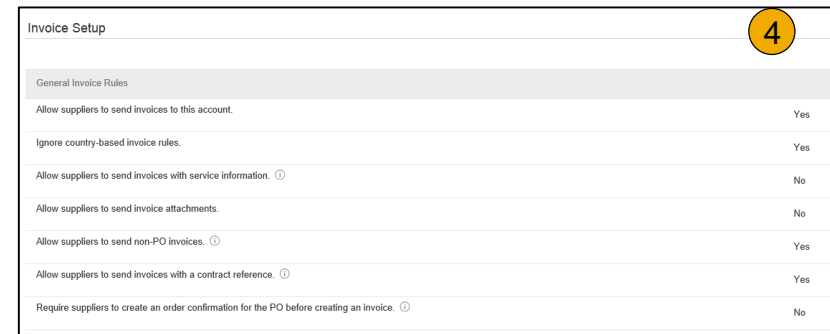 Invoice Setup
4
General Invoice Rules
Allow suppliers to send invoices to this account. Yes
Ignore country-based invoice rules. Yes
Allow suppliers to send invoices with service information. ⓘ No
Allow suppliers to send invoice attachments. No
Allow suppliers to send non-PO invoices. ⓘ Yes
Allow suppliers to send invoices with a contract reference. ⓘ Yes
Require suppliers to create an order confirmation for the PO before creating an invoice. ⓘ No